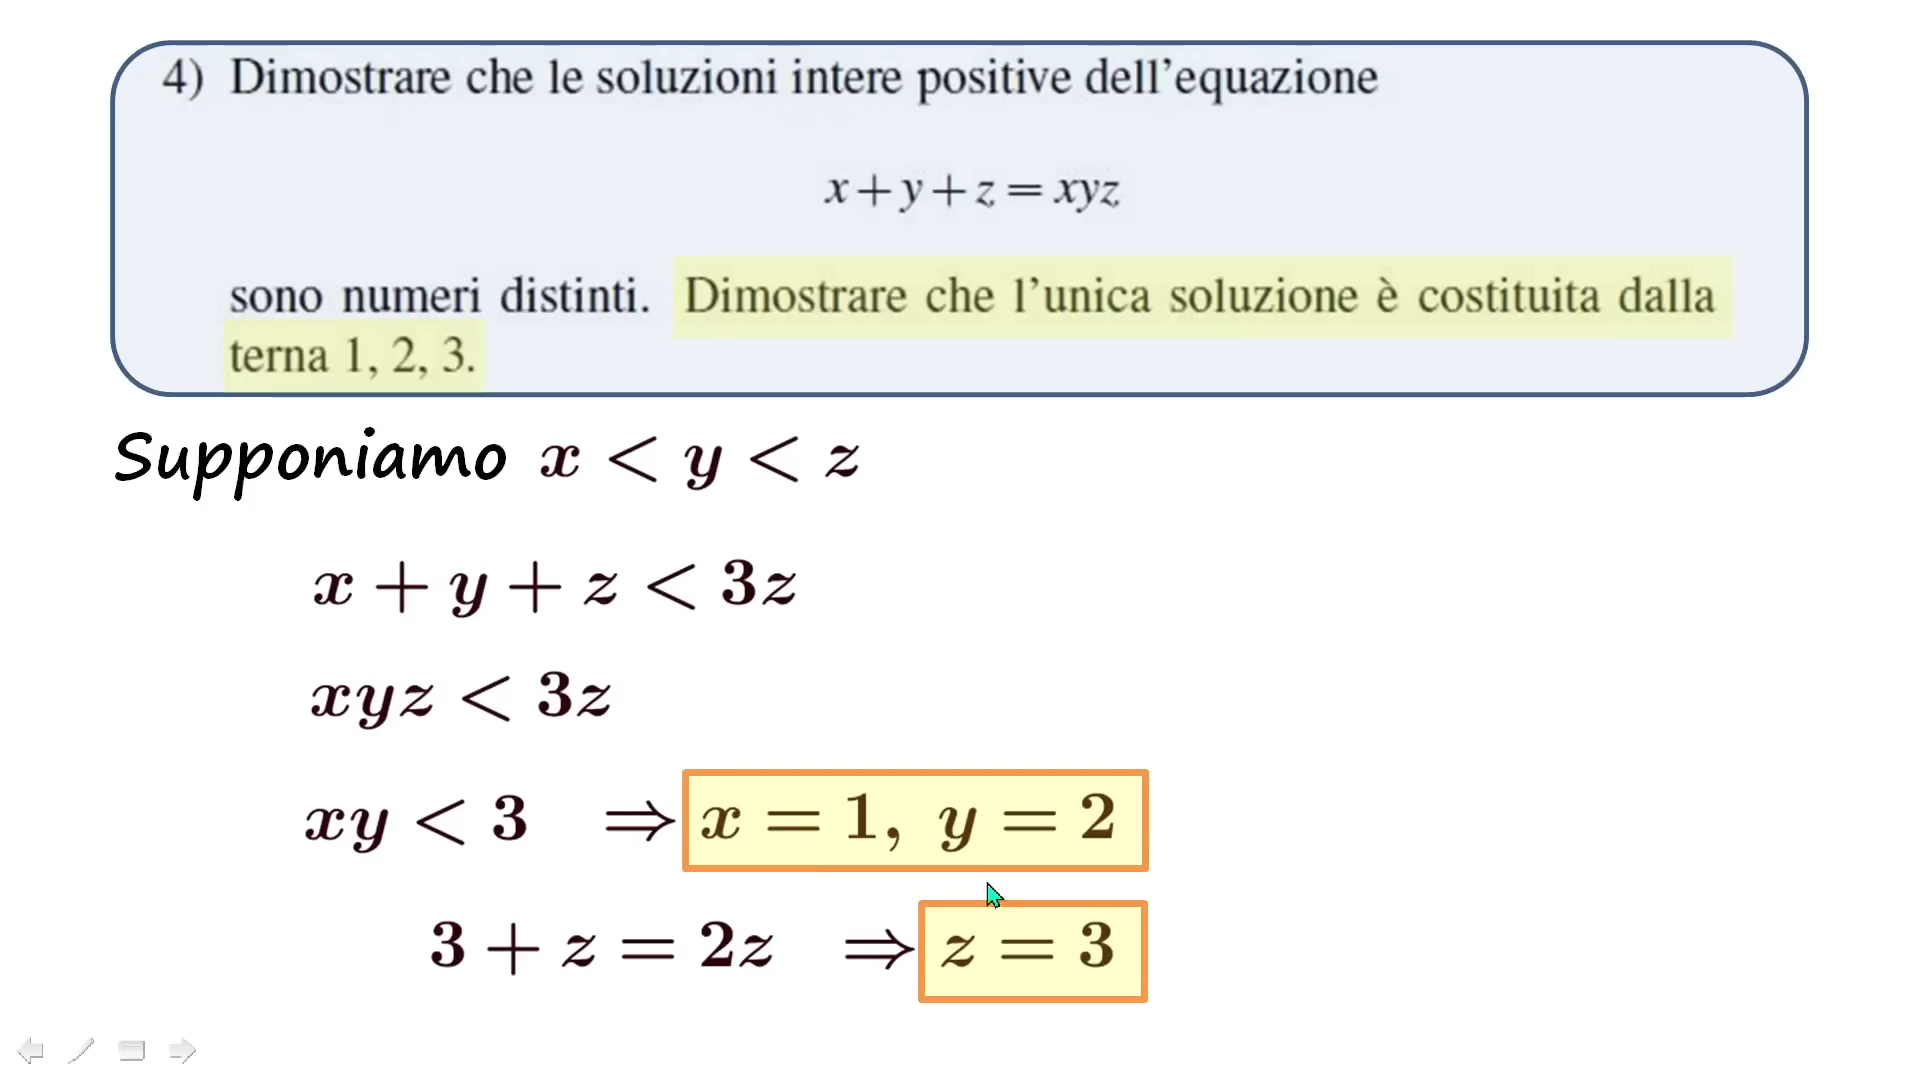 4) Dimostrare che le soluzioni intere positive dell'equazione
x + y + z = xyz
sono numeri distinti. Dimostrare che l'unica soluzione è costituita dalla
terna 1, 2, 3.
Supponiamo x < y < z
x + y + z < 3z
xyz < 3z
xy < 3 ⇒ x = 1, y = 2
3 + z = 2z ⇒ z = 3